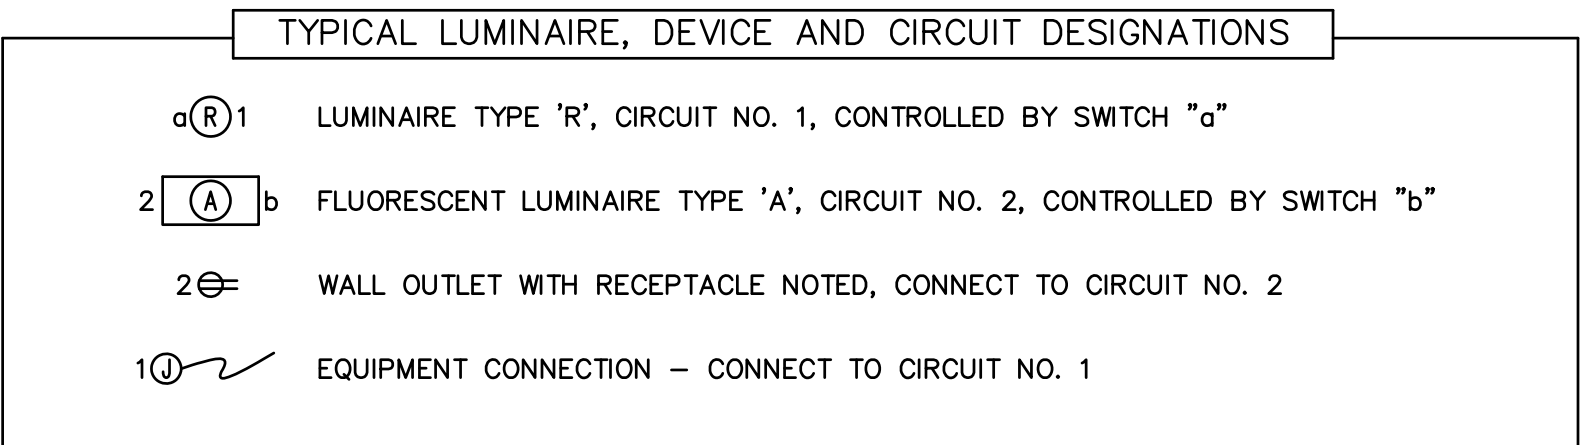 TYPICAL LUMINAIRE, DEVICE AND CIRCUIT DESIGNATIONS
a R 1 LUMINAIRE TYPE 'R', CIRCUIT NO. 1, CONTROLLED BY SWITCH "a"
2 A b FLUORESCENT LUMINAIRE TYPE 'A', CIRCUIT NO. 2, CONTROLLED BY SWITCH "b"
2 WALL OUTLET WITH RECEPTACLE NOTED, CONNECT TO CIRCUIT NO. 2
1 J EQUIPMENT CONNECTION – CONNECT TO CIRCUIT NO. 1